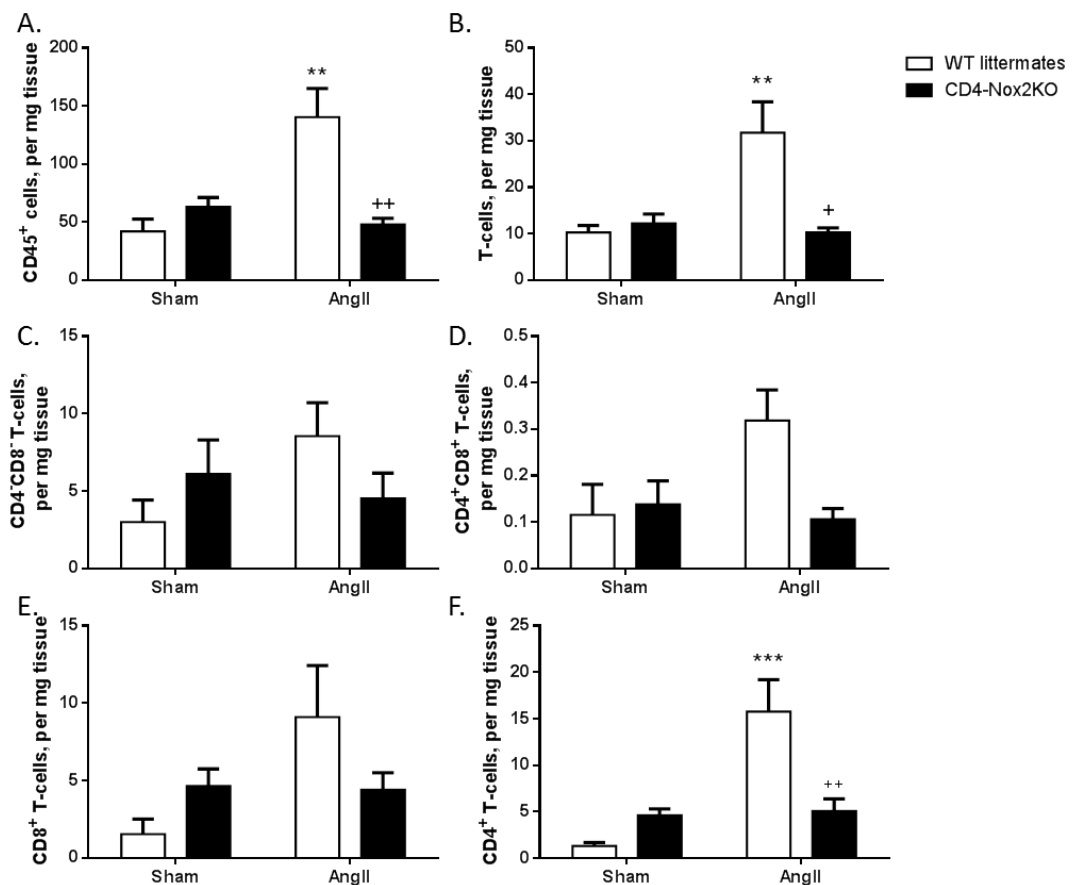 A.
CD45⁺ cells, per mg tissue
200
150
100
50
0
**
++
Sham
AngII
B.
T-cells, per mg tissue
50
40
30
20
10
0
**
+
Sham
AngII
WT littermates
CD4-Nox2KO
C.
CD4⁻CD8⁻ T-cells,
per mg tissue
15
10
5
0
Sham
AngII
D.
CD4⁺CD8⁺ T-cells,
per mg tissue
0.5
0.4
0.3
0.2
0.1
0.0
Sham
AngII
E.
CD8⁺ T-cells, per mg tissue
15
10
5
0
Sham
AngII
F.
CD4⁺ T-cells, per mg tissue
25
20
15
10
5
0
***
++
Sham
AngII